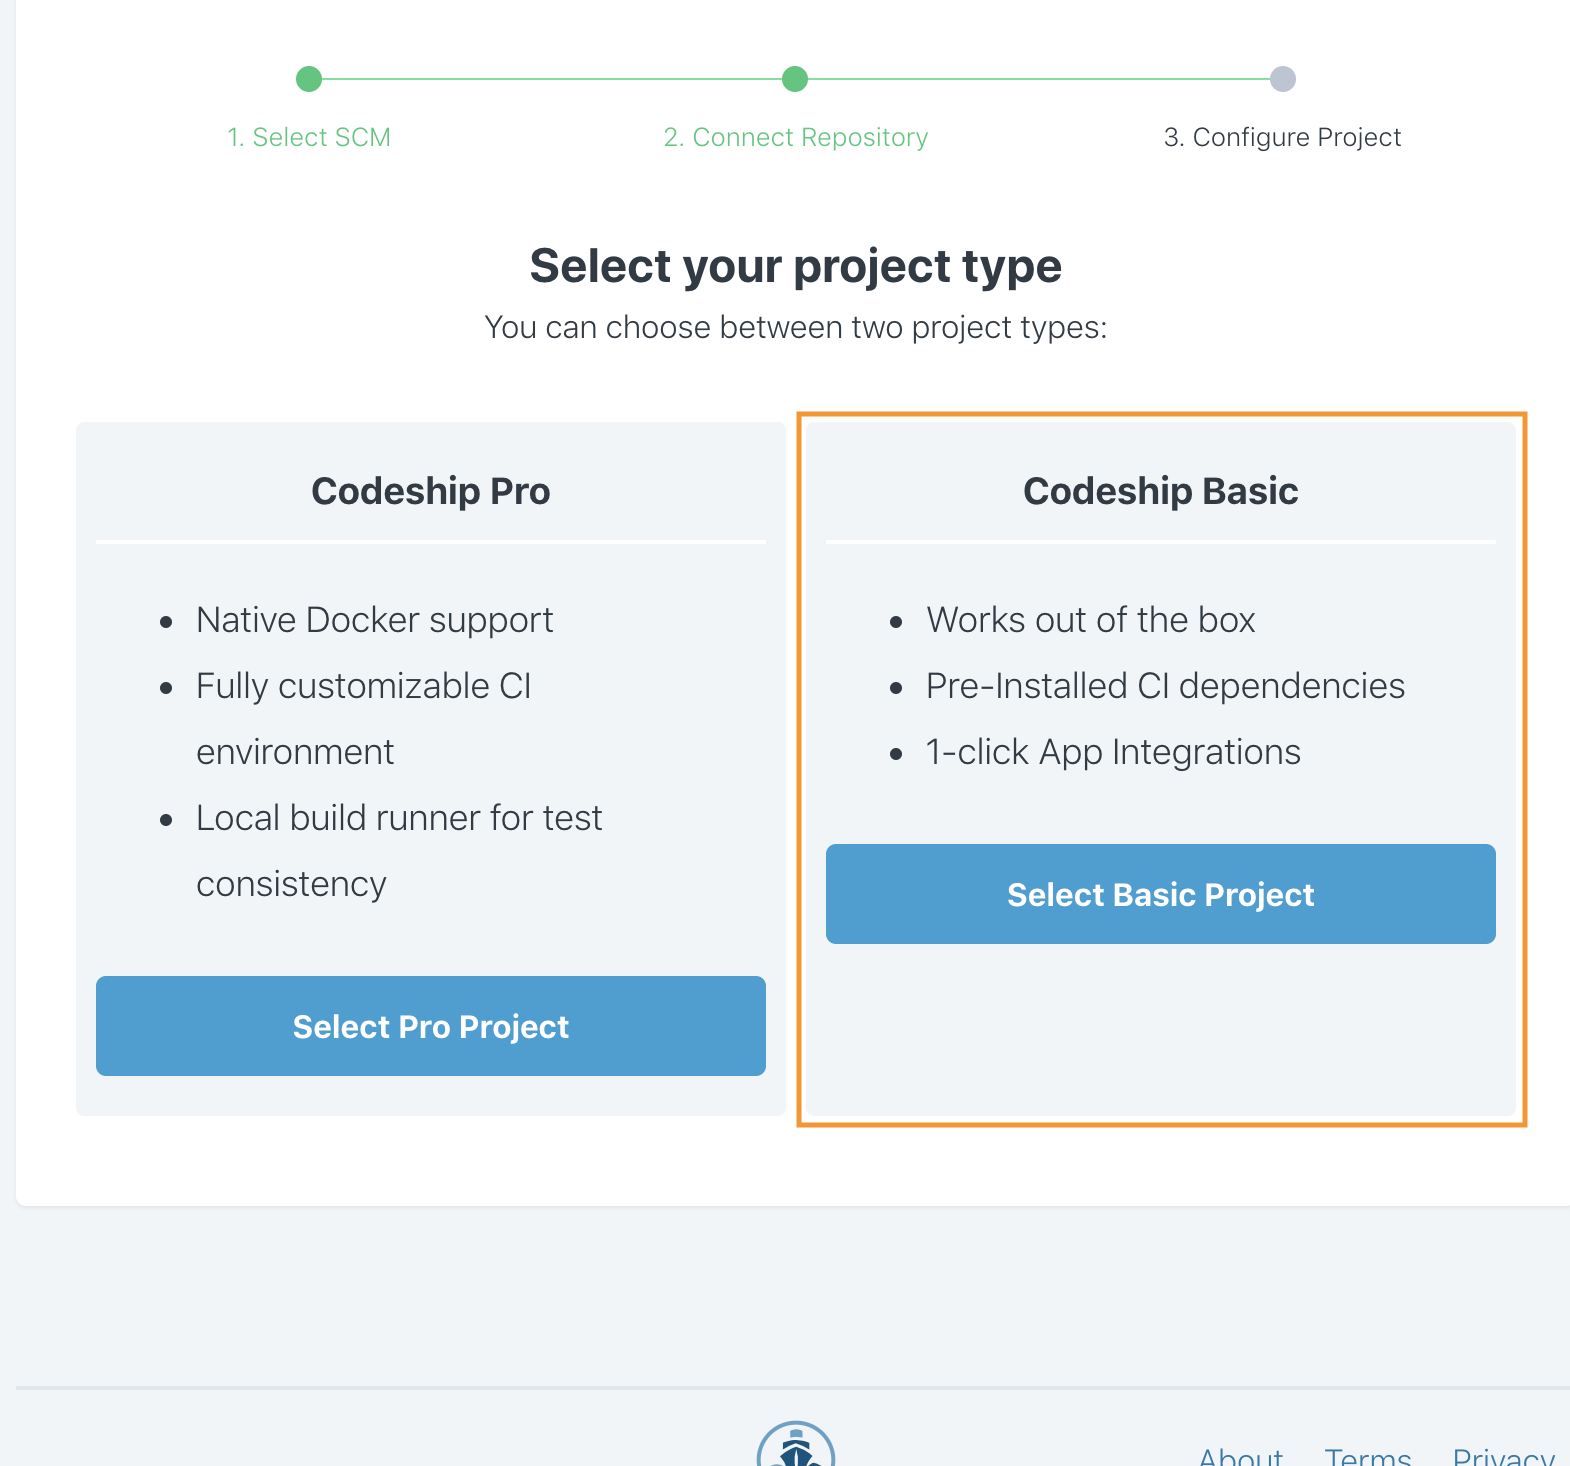 1. Select SCM
2. Connect Repository
3. Configure Project
Select your project type
You can choose between two project types:
Codeship Pro
Native Docker support
Fully customizable CI
environment
Local build runner for test
consistency
Select Pro Project
Codeship Basic
Works out of the box
Pre-Installed CI dependencies
1-click App Integrations
Select Basic Project
About
Terms
Privacy